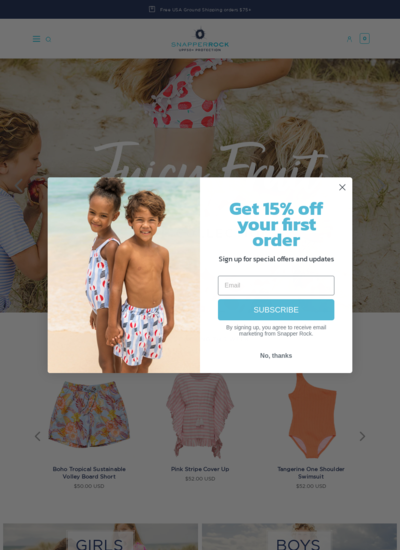 Free USA Ground Shipping orders $75+
SNAPPER ROCK
UPF50+ PROTECTION
0
Juicy Fruit
Get 15% off
your first
order
Sign up for special offers and updates
Email
SUBSCRIBE
By signing up, you agree to receive email
marketing from Snapper Rock.
No, thanks
Boho Tropical Sustainable
Volley Board Short
$50.00 USD
Pink Stripe Cover Up
$52.00 USD
Tangerine One Shoulder
Swimsuit
$52.00 USD
GIRLS
BOYS